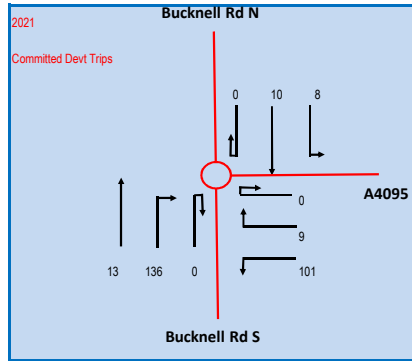 Bucknell Rd N
2021
Committed Devt Trips
0 10 8
0
A4095
9
13 136 0 101
Bucknell Rd S